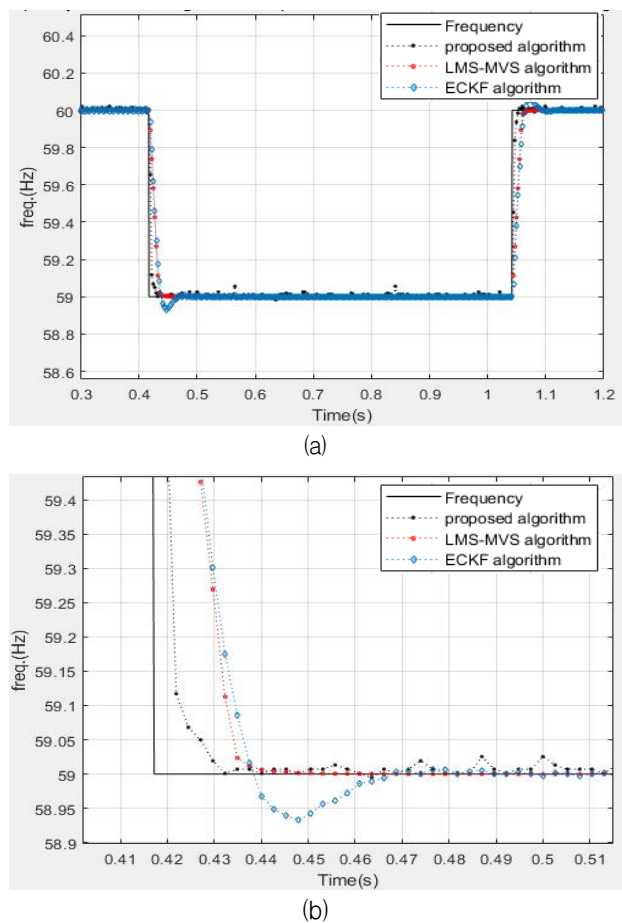 60.4
60.2
60
59.8
59.6
59.4
59.2
59
58.8
58.6
freq.(Hz)
Frequency
proposed algorithm
LMS-MVS algorithm
ECKF algorithm
0.3 0.4 0.5 0.6 0.7 0.8 0.9 1 1.1 1.2
Time(s)
(a)
59.4
59.35
59.3
59.25
59.2
59.15
59.1
59.05
59
58.95
58.9
freq.(Hz)
Frequency
proposed algorithm
LMS-MVS algorithm
ECKF algorithm
0.41 0.42 0.43 0.44 0.45 0.46 0.47 0.48 0.49 0.5 0.51
Time(s)
(b)